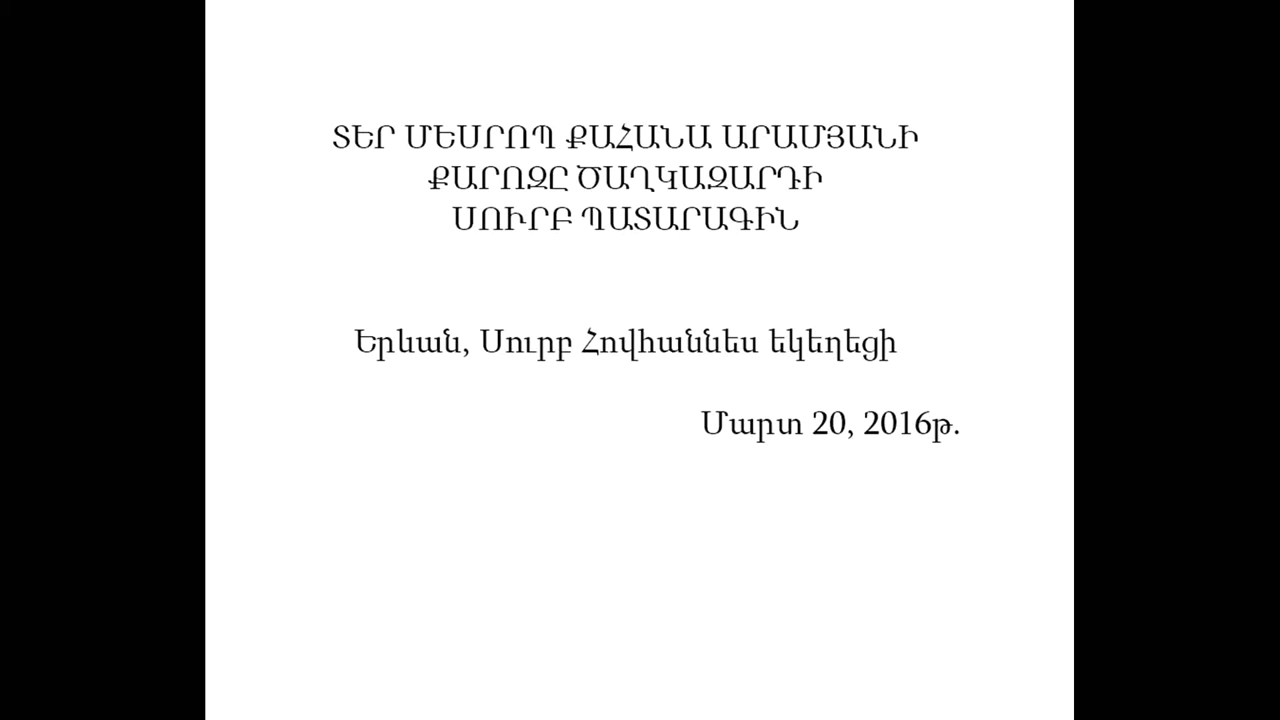 ՏԵՐ ՄԵՍՐՈՊ ՔԱՀԱՆԱ ԱՐԱՄՅԱՆԻ
ՔԱՐՈԶԸ ԾԱՂԿԱԶԱՐԴԻ
ՍՈՒՐԲ ՊԱՏԱՐԱԳԻՆ
Երևան, Սուրբ Հովհաննես եկեղեցի
Մարտ 20, 2016թ.